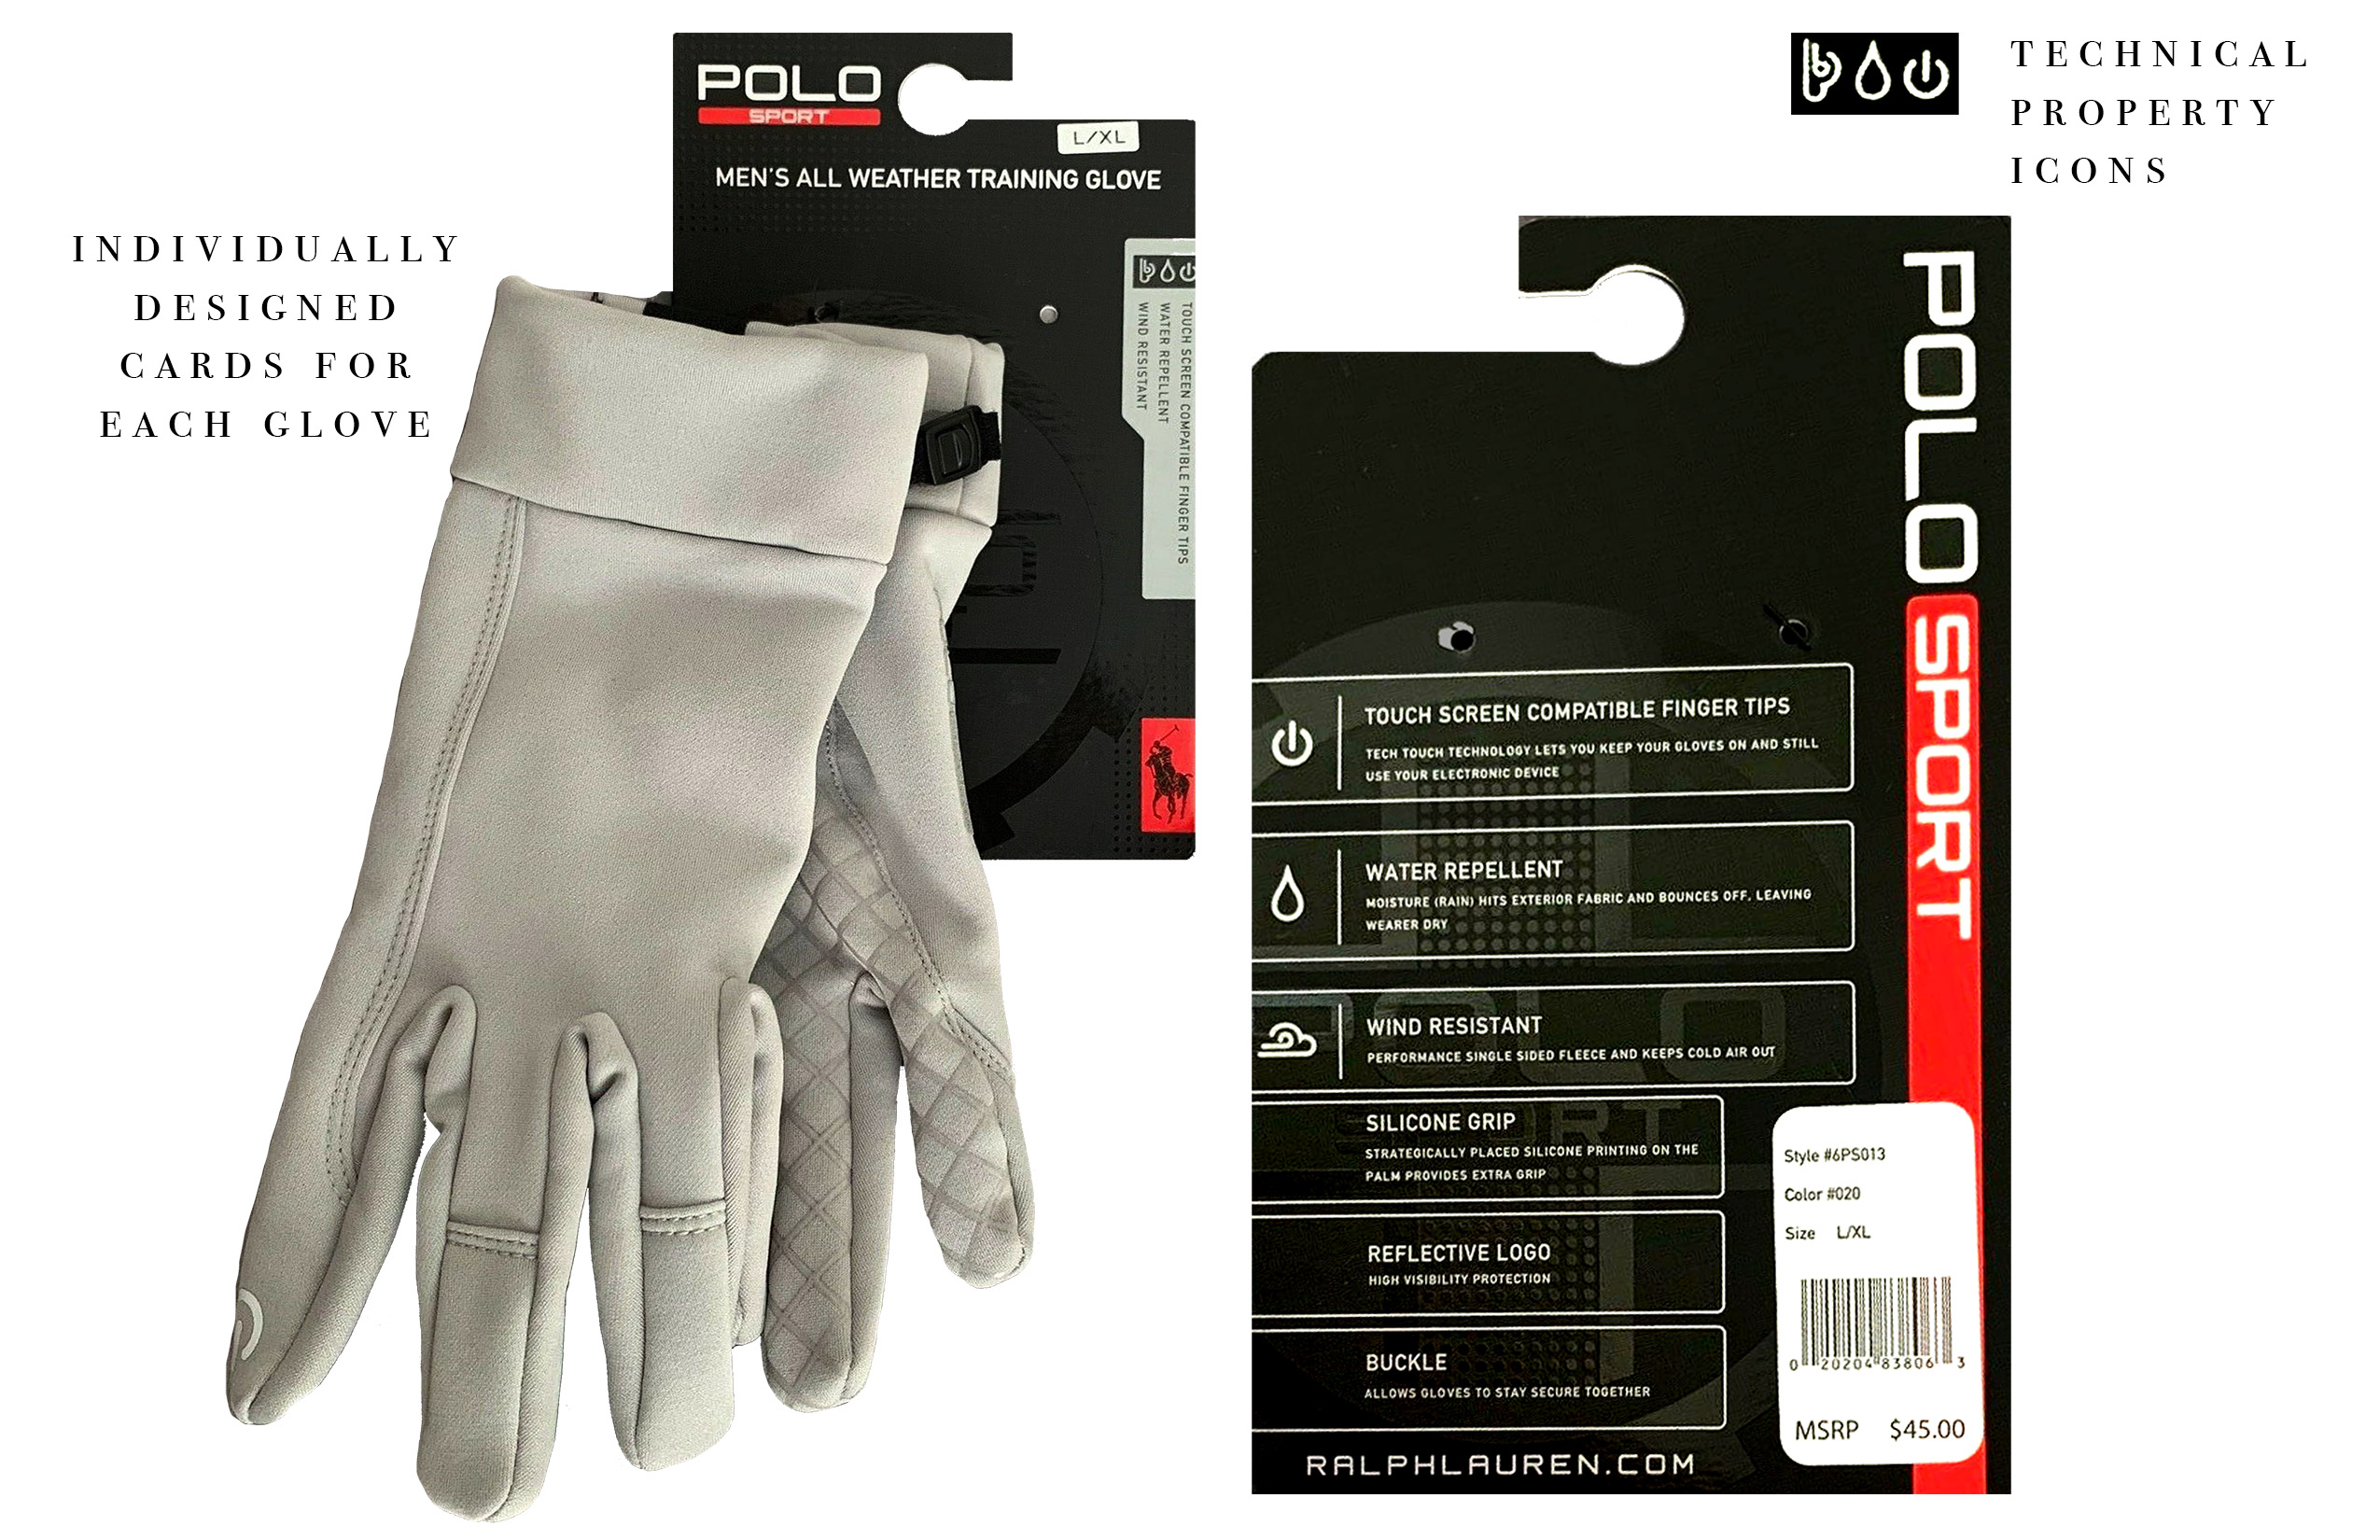 INDIVIDUALLY
DESIGNED
CARDS FOR
EACH GLOVE
POLO
SPORT
L/XL
MEN'S ALL WEATHER TRAINING GLOVE
TOUCH SCREEN COMPATIBLE FINGER TIPS
WATER REPELLENT
WIND RESISTANT
TECHNICAL
PROPERTY
ICONS
POLO SPORT
TOUCH SCREEN COMPATIBLE FINGER TIPS
TECH TOUCH TECHNOLOGY LETS YOU KEEP YOUR GLOVES ON AND STILL
USE YOUR ELECTRONIC DEVICE
WATER REPELLENT
MOISTURE (RAIN) HITS EXTERIOR FABRIC AND BOUNCES OFF, LEAVING
WEARER DRY
WIND RESISTANT
PERFORMANCE SINGLE SIDED FLEECE AND KEEPS COLD AIR OUT
POLO
SPORT
SILICONE GRIP
STRATEGICALLY PLACED SILICONE PRINTING ON THE
PALM PROVIDES EXTRA GRIP
REFLECTIVE LOGO
HIGH VISIBILITY PROTECTION
BUCKLE
ALLOWS GLOVES TO STAY SECURE TOGETHER
RALPHLAUREN.COM
Style #6PS013
Color #020
Size L/XL
0 20204 83806 3
MSRP $45.00